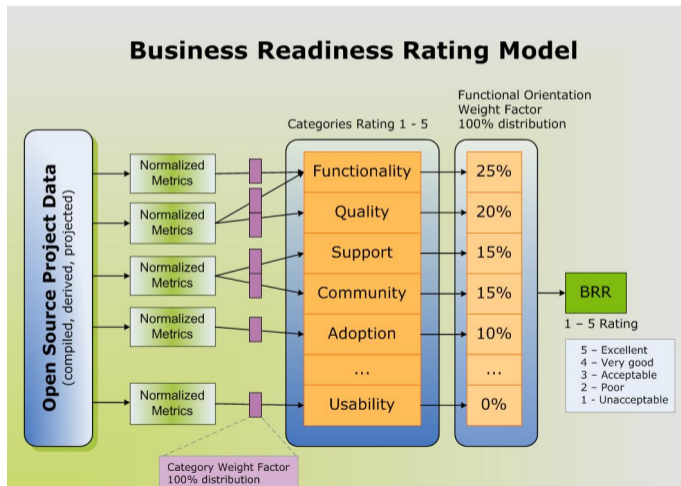 Business Readiness Rating Model
Open Source Project Data
(compiled, derived, projected)
Normalized
Metrics
Normalized
Metrics
Normalized
Metrics
Normalized
Metrics
Normalized
Metrics
Category Weight Factor
100% distribution
Categories Rating 1 - 5
Functionality
Quality
Support
Community
Adoption
...
Usability
Functional Orientation
Weight Factor
100% distribution
25%
20%
15%
15%
10%
...
0%
BRR
1 – 5 Rating
5 – Excellent
4 – Very good
3 – Acceptable
2 – Poor
1 - Unacceptable